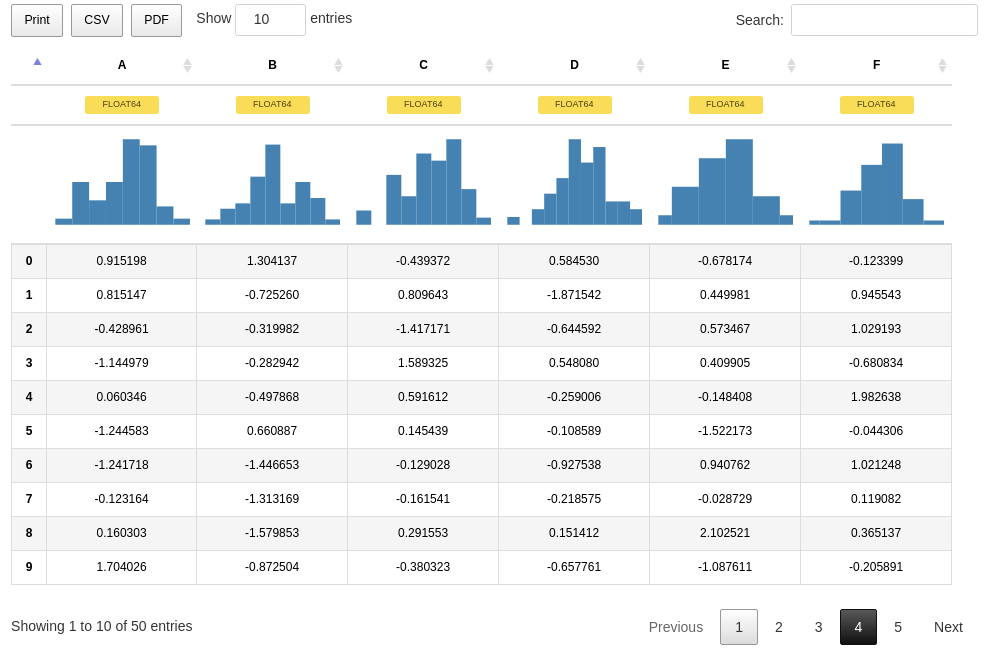 Print CSV PDF Show 10 entries Search:
A B C D E F
FLOAT64 FLOAT64 FLOAT64 FLOAT64 FLOAT64 FLOAT64
0 0.915198 1.304137 -0.439372 0.584530 -0.678174 -0.123399
1 0.815147 -0.725260 0.809643 -1.871542 0.449981 0.945543
2 -0.428961 -0.319982 -1.417171 -0.644592 0.573467 1.029193
3 -1.144979 -0.282942 1.589325 0.548080 0.409905 -0.680834
4 0.060346 -0.497868 0.591612 -0.259006 -0.148408 1.982638
5 -1.244583 0.660887 0.145439 -0.108589 -1.522173 -0.044306
6 -1.241718 -1.446653 -0.129028 -0.927538 0.940762 1.021248
7 -0.123164 -1.313169 -0.161541 -0.218575 -0.028729 0.119082
8 0.160303 -1.579853 0.291553 0.151412 2.102521 0.365137
9 1.704026 -0.872504 -0.380323 -0.657761 -1.087611 -0.205891
Showing 1 to 10 of 50 entries Previous 1 2 3 4 5 Next